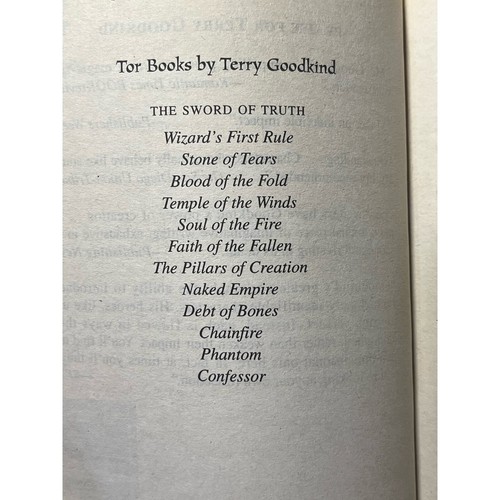 Tor Books by Terry Goodkind
THE SWORD OF TRUTH
Wizard's First Rule
Stone of Tears
Blood of the Fold
Temple of the Winds
Soul of the Fire
Faith of the Fallen
The Pillars of Creation
Naked Empire
Debt of Bones
Chainfire
Phantom
Confessor